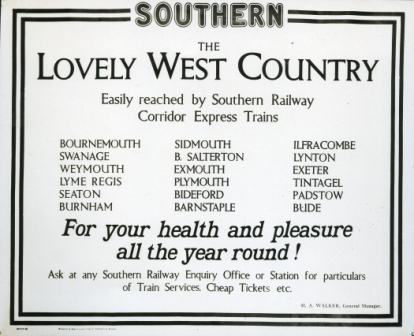 SOUTHERN
THE
LOVELY WEST COUNTRY
Easily reached by Southern Railway
Corridor Express Trains
BOURNEMOUTH SIDMOUTH ILFRACOMBE
SWANAGE B. SALTERTON LYNTON
WEYMOUTH EXMOUTH EXETER
LYME REGIS PLYMOUTH TINTAGEL
SEATON BIDEFORD PADSTOW
BURNHAM BARNSTAPLE BUDE
For your health and pleasure
all the year round!
Ask at any Southern Railway Enquiry Office or Station for particulars
of Train Services, Cheap Tickets etc.
H. A. WALKER, General Manager.